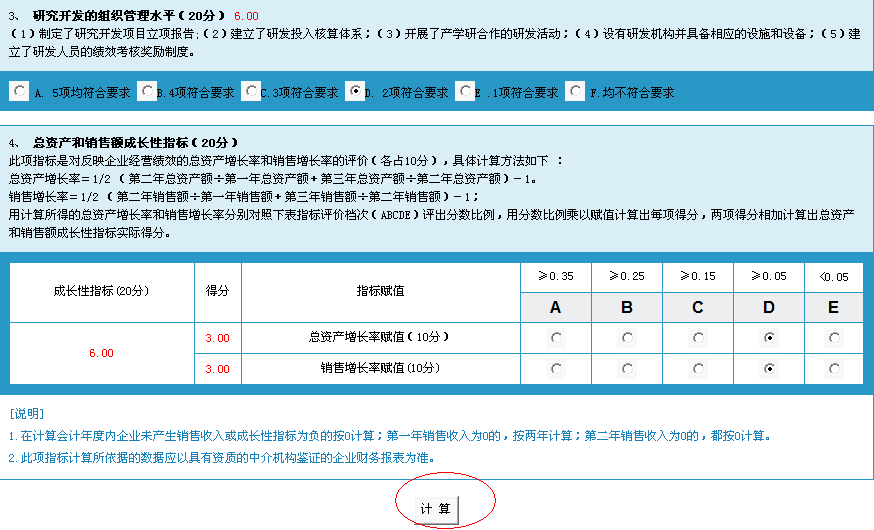 3、 研究开发的组织管理水平(20分) 6.00
(1)制定了研究开发项目立项报告;(2)建立了研发投入核算体系;(3)开展了产学研合作的研发活动;(4)设有研发机构并具备相应的设施和设备;(5)建
立了研发人员的绩效考核奖励制度。
A. 5项均符合要求 B.4项符合要求 C.3项符合要求 D. 2项符合要求 E .1项符合要求 F.均不符合要求
4、 总资产和销售额成长性指标(20分)
此项指标是对反映企业经营绩效的总资产增长率和销售增长率的评价(各占10分),具体计算方法如下 :
总资产增长率=1/2 (第二年总资产额÷第一年总资产额+第三年总资产额÷第二年总资产额)-1。
销售增长率=1/2 (第二年销售额÷第一年销售额+第三年销售额÷第二年销售额)-1;
用计算所得的总资产增长率和销售增长率分别对照下表指标评价档次(ABCDE)评出分数比例,用分数比例乘以赋值计算出每项得分,两项得分相加计算出总资产
和销售额成长性指标实际得分。
成长性指标(20分) 得分 指标赋值 ≥0.35 ≥0.25 ≥0.15 ≥0.05 <0.05
A B C D E
6.00
3.00 总资产增长率赋值(10分)
3.00 销售增长率赋值(10分)
[说明]
1.在计算会计年度内企业未产生销售收入或成长性指标为负的按0计算;第一年销售收入为0的,按两年计算;第二年销售收入为0的,都按0计算。
2.此项指标计算所依据的数据应以具有资质的中介机构鉴证的企业财务报表为准。
计 算